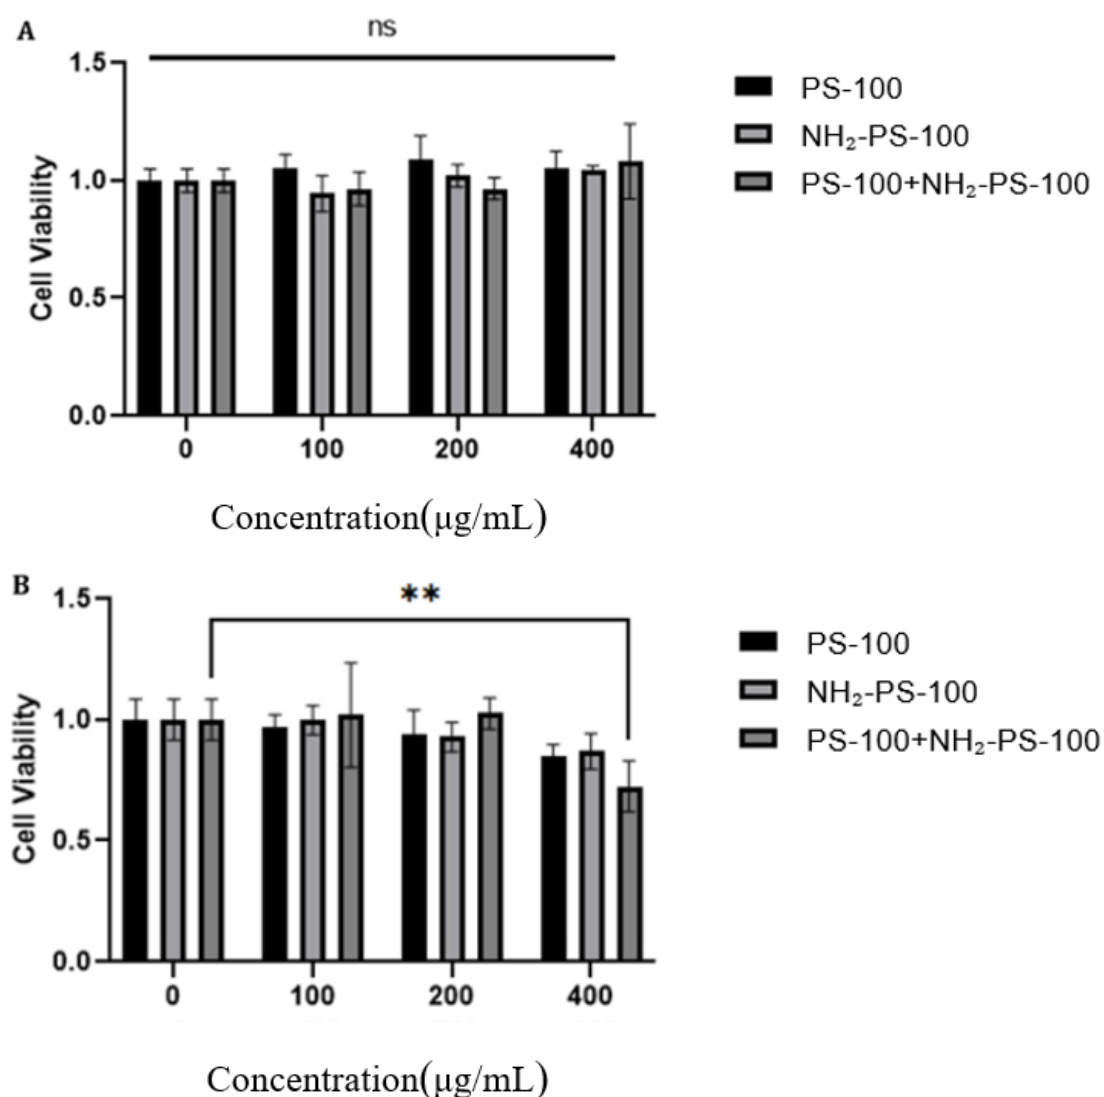 A
ns
1.5
1.0
0.5
0.0
Cell Viability
0
100
200
400
Concentration(μg/mL)
PS-100
NH₂-PS-100
PS-100+NH₂-PS-100
B
**
1.5
1.0
0.5
0.0
Cell Viability
0
100
200
400
Concentration(μg/mL)
PS-100
NH₂-PS-100
PS-100+NH₂-PS-100